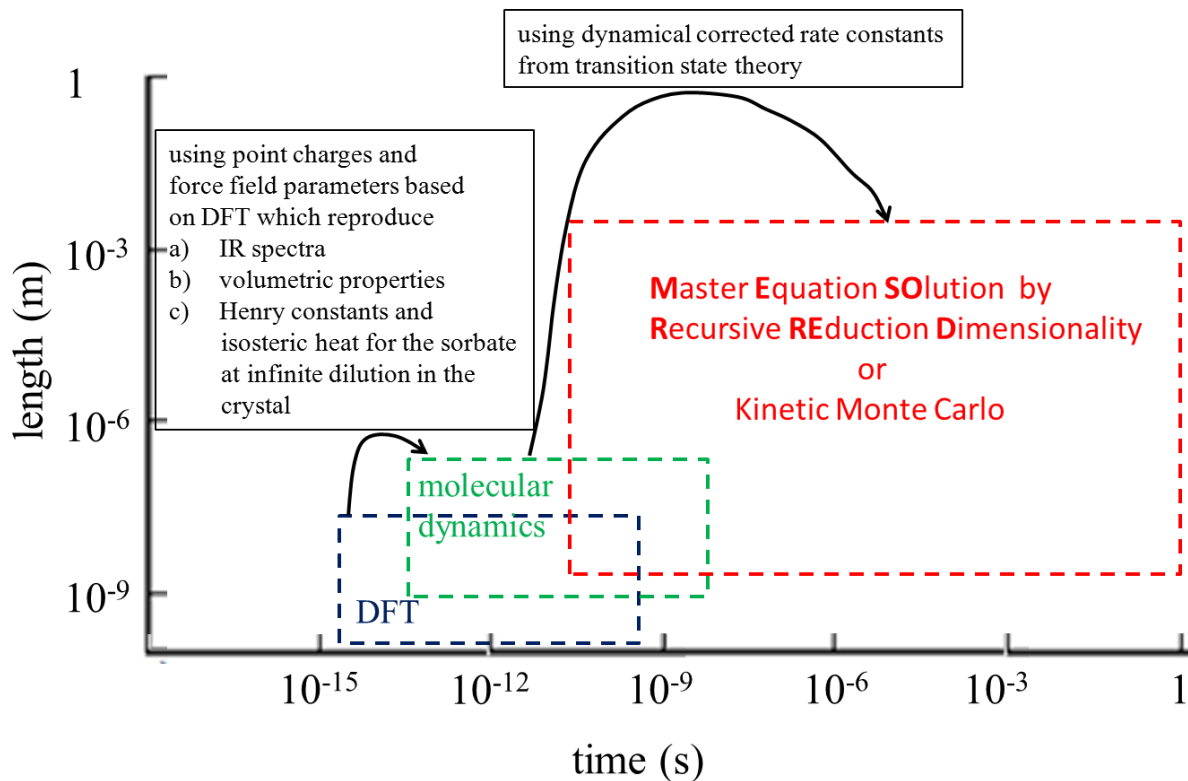 using dynamical corrected rate constants
from transition state theory
1
using point charges and
force field parameters based
on DFT which reproduce
a) IR spectra
b) volumetric properties
c) Henry constants and
isosteric heat for the sorbate
at infinite dilution in the
crystal
10⁻³
Master Equation SOlution by
Recursive REduction Dimensionality
or
Kinetic Monte Carlo
length (m)
10⁻⁶
molecular
dynamics
10⁻⁹
DFT
10⁻¹⁵ 10⁻¹² 10⁻⁹ 10⁻⁶ 10⁻³ 1
time (s)